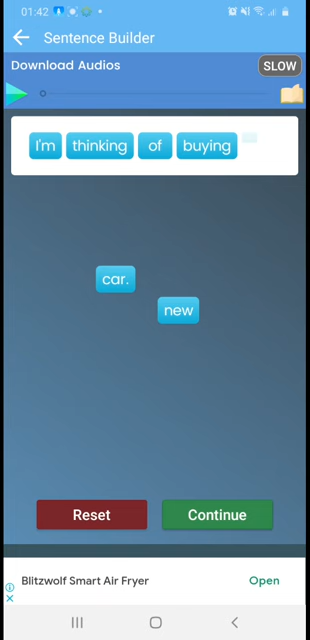 01:42
Sentence Builder
Download Audios SLOW
I'm thinking of buying
car.
new
Reset Continue
Blitzwolf Smart Air Fryer Open